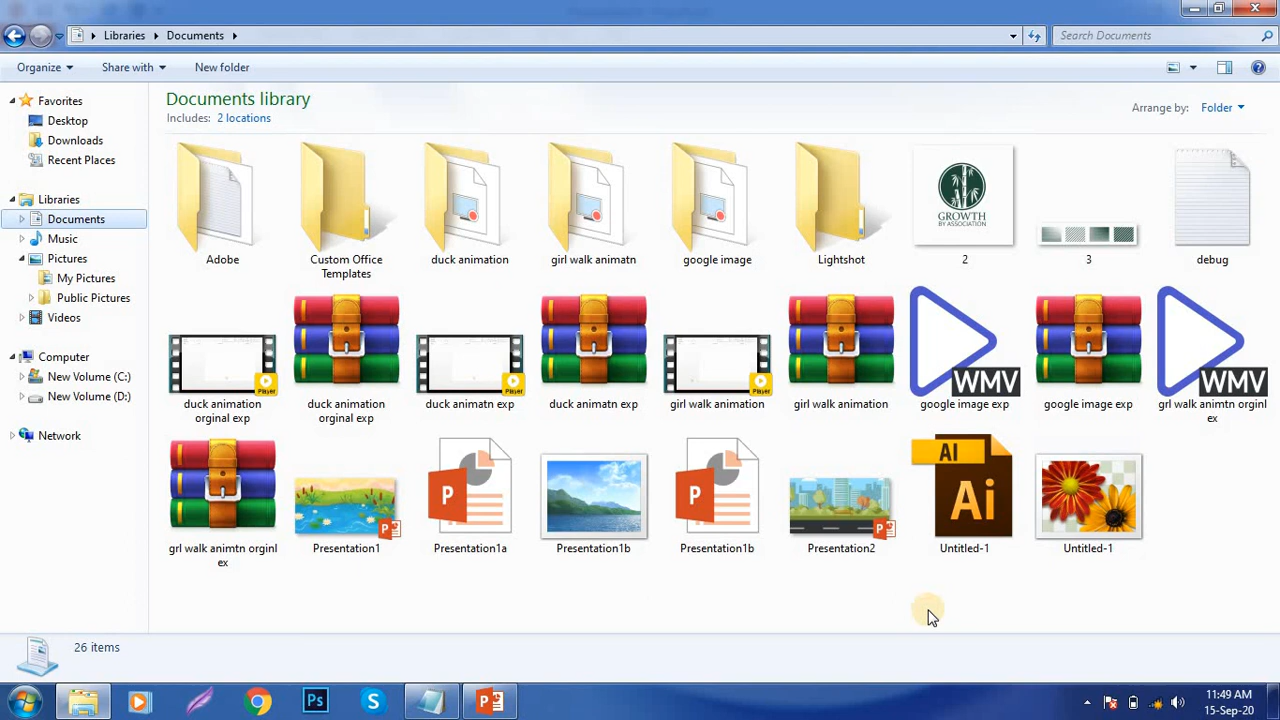 Libraries
Documents
Search Documents
Organize
Share with
New folder
Favorites
Desktop
Downloads
Recent Places
Libraries
Documents
Music
Pictures
My Pictures
Public Pictures
Videos
Computer
New Volume (C:)
New Volume (D:)
Network
Documents library
Includes: 2 locations
Arrange by:
Folder
Adobe
Custom Office
Templates
duck animation
girl walk animatn
google image
Lightshot
GROWTH
BY ASSOCIATION
2
3
debug
Player
duck animation
orginal exp
duck animation
orginal exp
Player
duck animatn exp
duck animatn exp
Player
girl walk animation
girl walk animation
WMV
google image exp
google image exp
WMV
grl walk animtn orginl
ex
grl walk animtn orginl
ex
P
Presentation1
P
Presentation1a
Presentation1b
P
Presentation1b
P
Presentation2
AI
Ai
Untitled-1
Untitled-1
26 items
Ps
S
P
11:49 AM
15-Sep-20